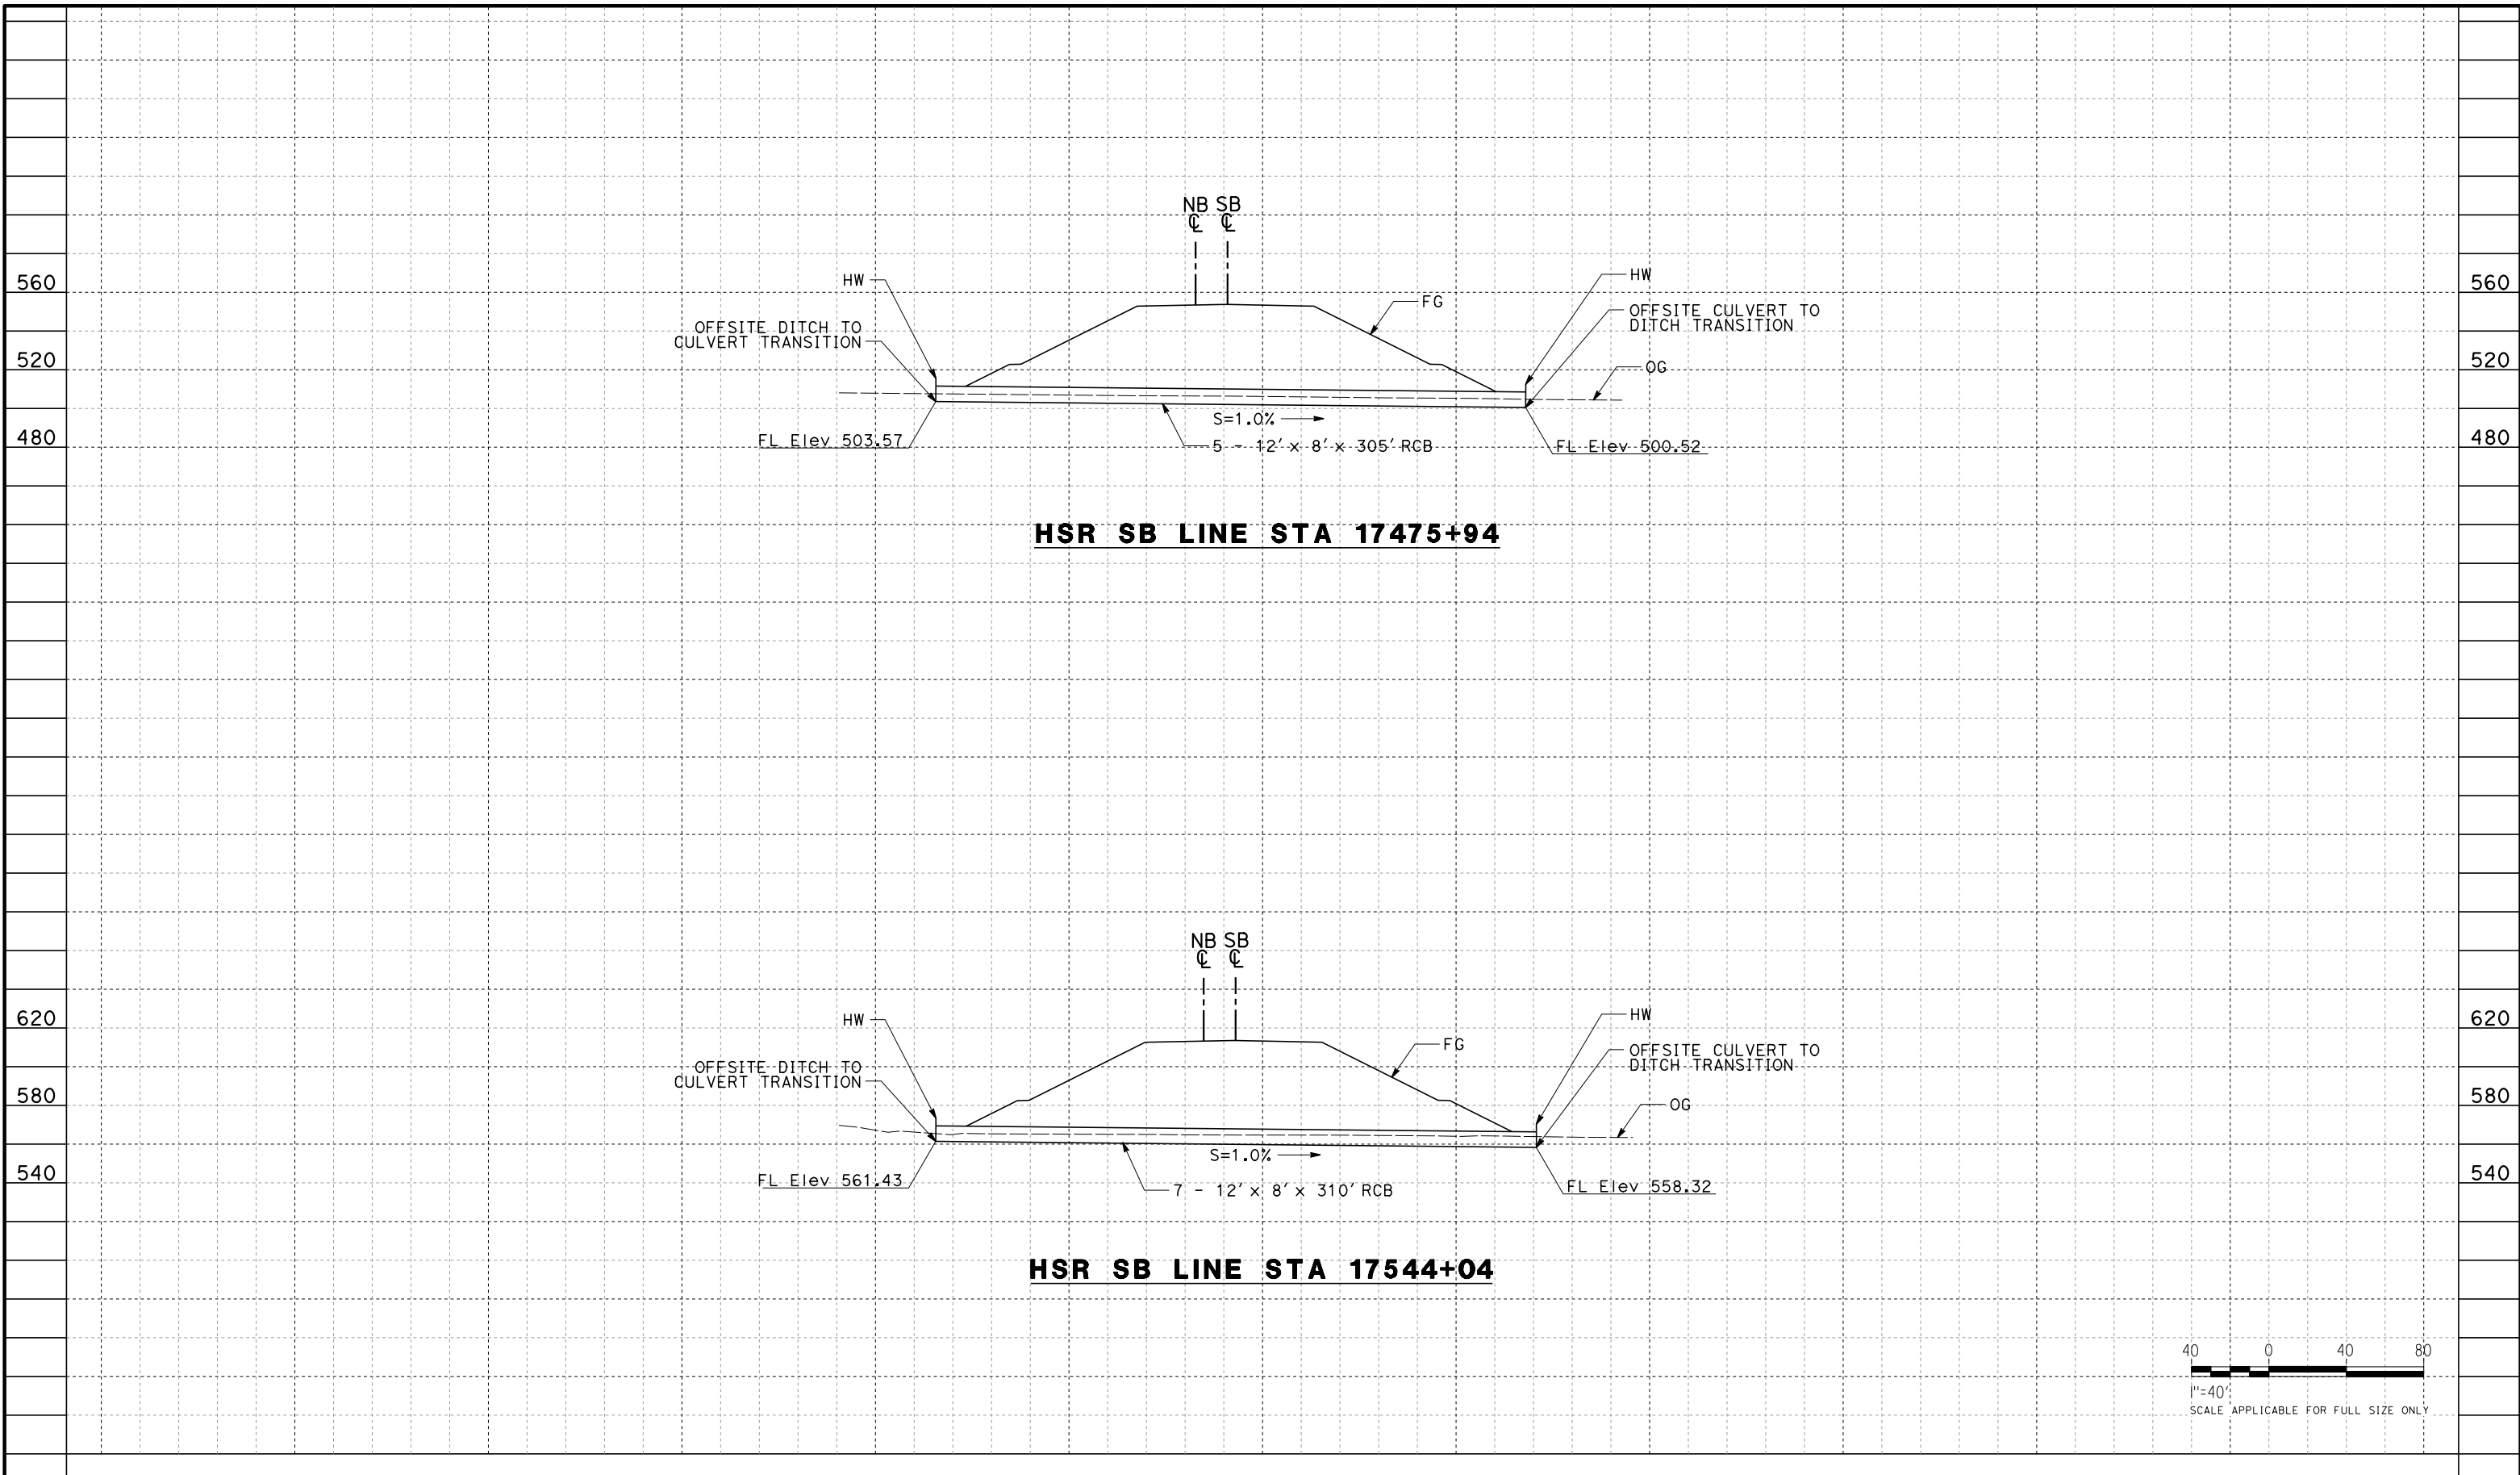 NB SB
℄ ℄
HW
HW
560
560
FG
OFFSITE CULVERT TO
DITCH TRANSITION
OFFSITE DITCH TO
CULVERT TRANSITION
520
520
OG
S=1.0%
480
FL Elev 503.57
5 - 12' x 8' x 305' RCB
FL Elev 500.52
480
HSR SB LINE STA 17475+94
NB SB
℄ ℄
620
HW
HW
620
FG
OFFSITE CULVERT TO
DITCH TRANSITION
OFFSITE DITCH TO
CULVERT TRANSITION
580
580
OG
S=1.0%
540
FL Elev 561.43
7 - 12' x 8' x 310' RCB
FL Elev 558.32
540
HSR SB LINE STA 17544+04
40 0 40 80
1"=40'
SCALE APPLICABLE FOR FULL SIZE ONLY